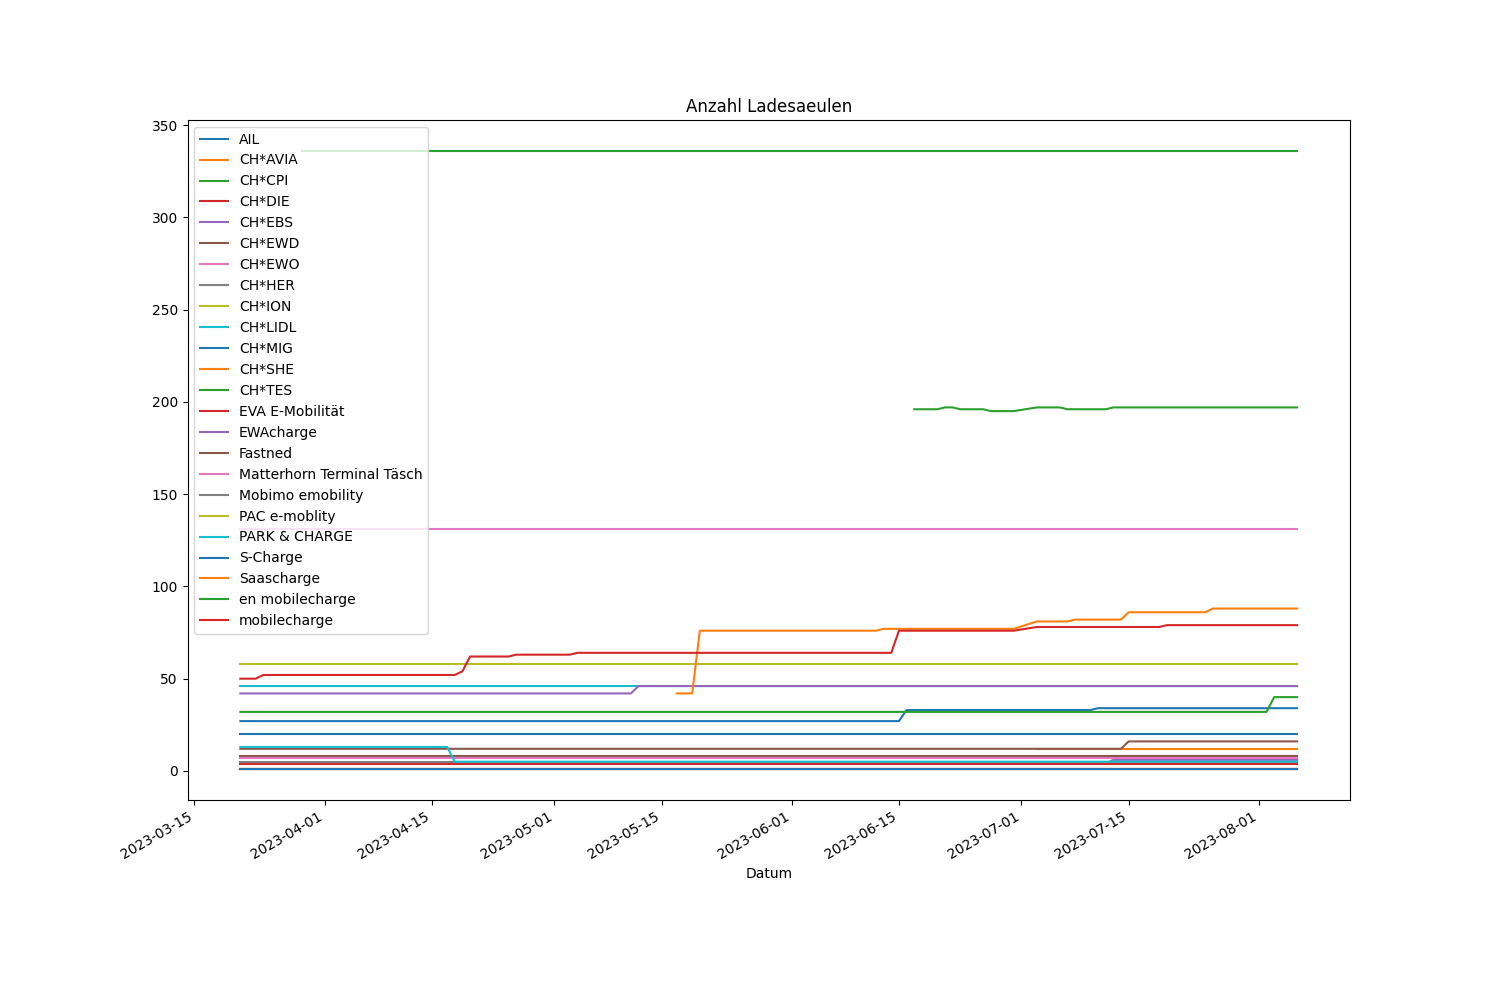 Anzahl Ladesaeulen
350
300
250
200
150
100
50
0
AIL
CH*AVIA
CH*CPI
CH*DIE
CH*EBS
CH*EWD
CH*EWO
CH*HER
CH*ION
CH*LIDL
CH*MIG
CH*SHE
CH*TES
EVA E-Mobilität
EWAcharge
Fastned
Matterhorn Terminal Täsch
Mobimo emobility
PAC e-moblity
PARK & CHARGE
S-Charge
Saascharge
en mobilecharge
mobilecharge
2023-03-15
2023-04-01
2023-04-15
2023-05-01
2023-05-15
2023-06-01
2023-06-15
2023-07-01
2023-07-15
2023-08-01
Datum